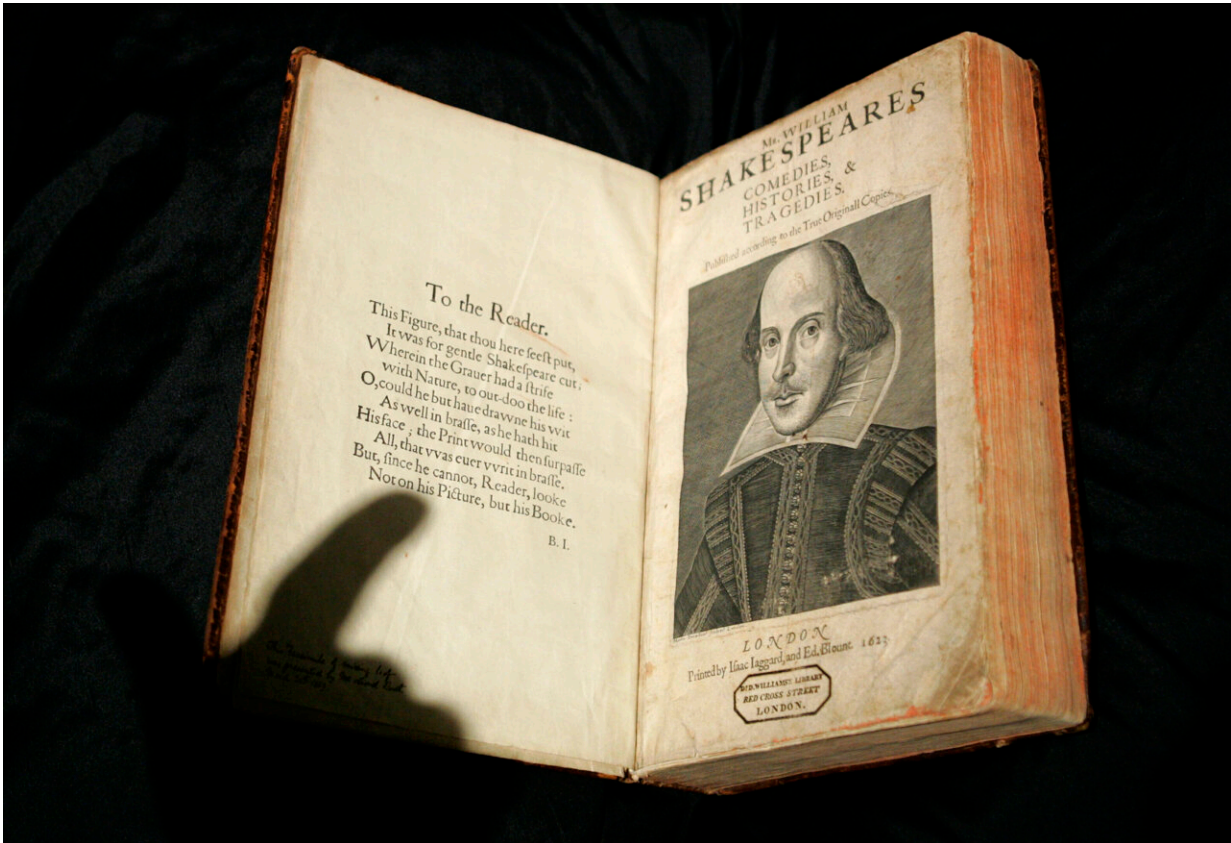 To the Reader.
This Figure, that thou here ſeeſt put,
It was for gentle Shakeſpeare cut,
Wherein the Grauer had a ſtrife
with Nature, to out-doo the life :
O, could he but haue dravvne his vvit
As well in braſſe, as he hath hit
His face ; the Print would then ſurpaſſe
All, that vvas euer vvrit in braſſe.
But, ſince he cannot, Reader, looke
Not on his Picture, but his Booke.
B. I.
Mr. WILLIAM
SHAKESPEARES
COMEDIES,
HISTORIES, &
TRAGEDIES.
Publiſhed according to the True Originall Copies.
LONDON
Printed by Iſaac Iaggard, and Ed. Blount. 1623
DR. D. WILLIAMS' LIBRARY
RED CROSS STREET
LONDON.